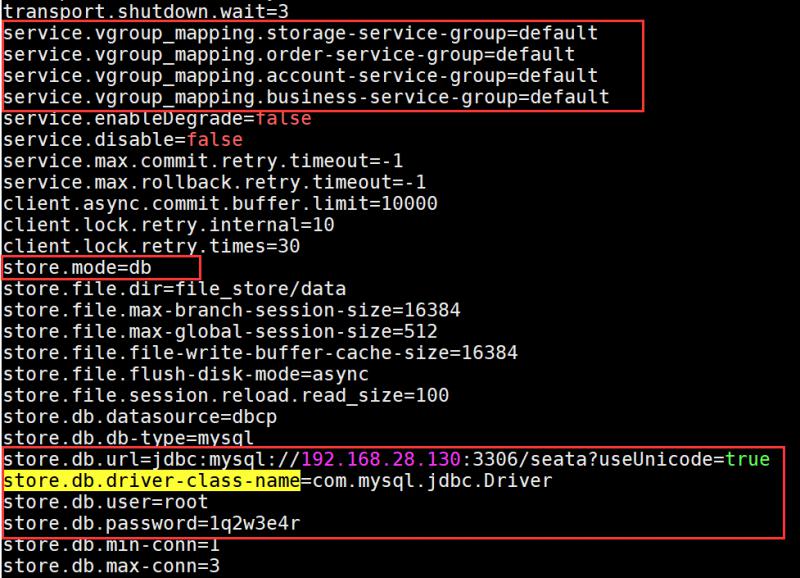 transport.shutdown.wait=3
service.vgroup_mapping.storage-service-group=default
service.vgroup_mapping.order-service-group=default
service.vgroup_mapping.account-service-group=default
service.vgroup_mapping.business-service-group=default
service.enableDegrade=false
service.disable=false
service.max.commit.retry.timeout=-1
service.max.rollback.retry.timeout=-1
client.async.commit.buffer.limit=10000
client.lock.retry.internal=10
client.lock.retry.times=30
store.mode=db
store.file.dir=file_store/data
store.file.max-branch-session-size=16384
store.file.max-global-session-size=512
store.file.file-write-buffer-cache-size=16384
store.file.flush-disk-mode=async
store.file.session.reload.read_size=100
store.db.datasource=dbcp
store.db.db-type=mysql
store.db.url=jdbc:mysql://192.168.28.130:3306/seata?useUnicode=true
store.db.driver-class-name=com.mysql.jdbc.Driver
store.db.user=root
store.db.password=1q2w3e4r
store.db.min-conn=1
store.db.max-conn=3